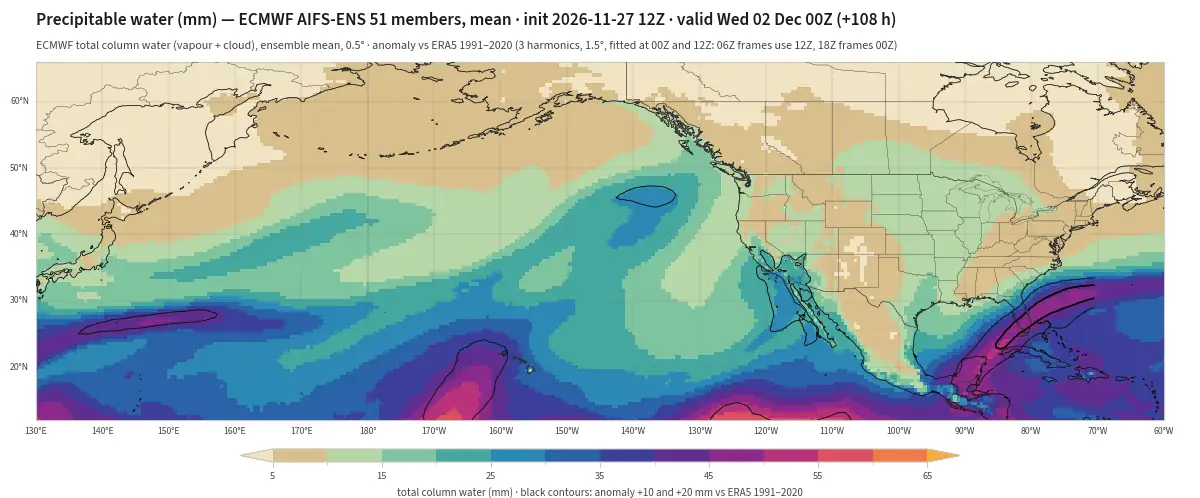 Precipitable water (mm) — ECMWF AIFS-ENS 51 members, mean · init 2026-11-27 12Z · valid Wed 02 Dec 00Z (+108 h)
ECMWF total column water (vapour + cloud), ensemble mean, 0.5° · anomaly vs ERA5 1991–2020 (3 harmonics, 1.5°, fitted at 00Z and 12Z: 06Z frames use 12Z, 18Z frames 00Z)
60°N
50°N
40°N
30°N
20°N
130°E 140°E 150°E 160°E 170°E 180° 170°W 160°W 150°W 140°W 130°W 120°W 110°W 100°W 90°W 80°W 70°W 60°W
5 15 25 35 45 55 65
total column water (mm) · black contours: anomaly +10 and +20 mm vs ERA5 1991–2020